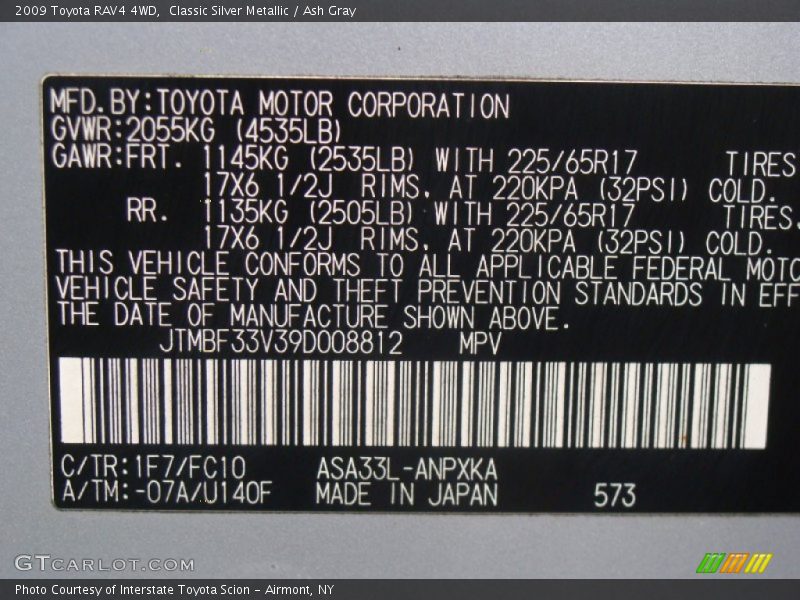 2009 Toyota RAV4 4WD,  Classic Silver Metallic / Ash Gray
MFD.BY:TOYOTA MOTOR CORPORATION
GVWR:2055KG (4535LB)
GAWR:FRT. 1145KG (2535LB) WITH 225/65R17 TIRES
17X6 1/2J RIMS. AT 220KPA (32PSI) COLD.
RR. 1135KG (2505LB) WITH 225/65R17 TIRES.
17X6 1/2J RIMS. AT 220KPA (32PSI) COLD.
THIS VEHICLE CONFORMS TO ALL APPLICABLE FEDERAL MOTO
VEHICLE SAFETY AND THEFT PREVENTION STANDARDS IN EFF
THE DATE OF MANUFACTURE SHOWN ABOVE.
JTMBF33V39D008812 MPV
C/TR:1F7/FC10 ASA33L-ANPXKA
A/TM:-07A/U140F MADE IN JAPAN 573
GTCARLOT.COM
Photo Courtesy of Interstate Toyota Scion - Airmont, NY